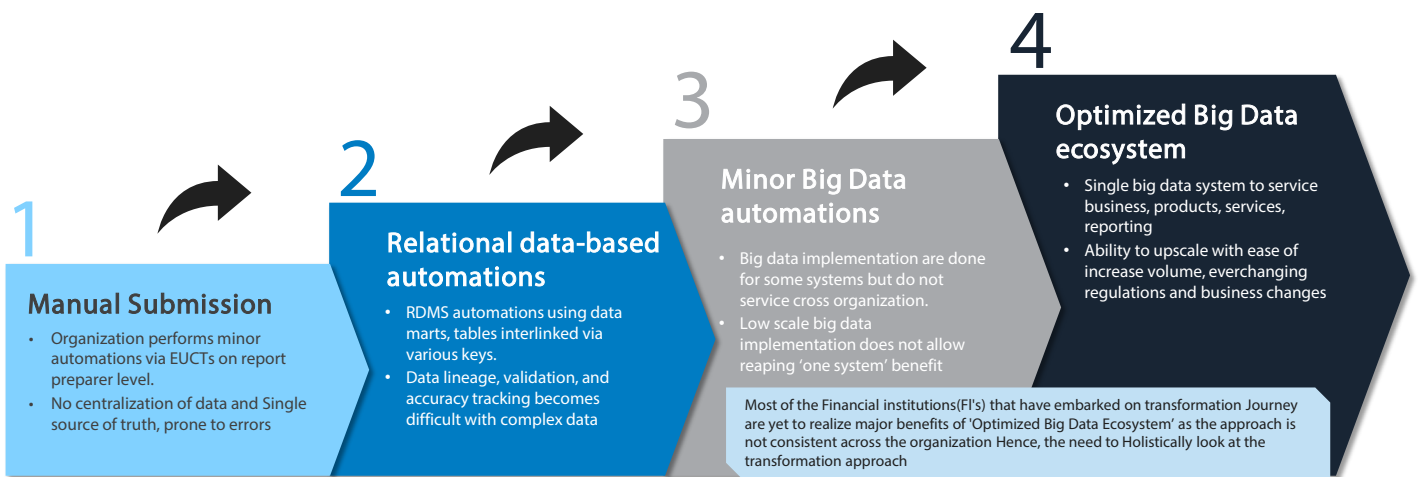 1
Manual Submission
• Organization performs minor
automations via EUCTs on report
preparer level.
• No centralization of data and Single
source of truth, prone to errors
2
Relational data-based
automations
• RDMS automations using data
marts, tables interlinked via
various keys.
• Data lineage, validation, and
accuracy tracking becomes
difficult with complex data
3
Minor Big Data
automations
• Big data implementation are done
for some systems but do not
service cross organization.
• Low scale big data
implementation does not allow
reaping ‘one system’ benefit
4
Optimized Big Data
ecosystem
• Single big data system to service
business, products, services,
reporting
• Ability to upscale with ease of
increase volume, everchanging
regulations and business changes
Most of the Financial institutions(FI's) that have embarked on transformation Journey
are yet to realize major benefits of 'Optimized Big Data Ecosystem’ as the approach is
not consistent across the organization Hence, the need to Holistically look at the
transformation approach